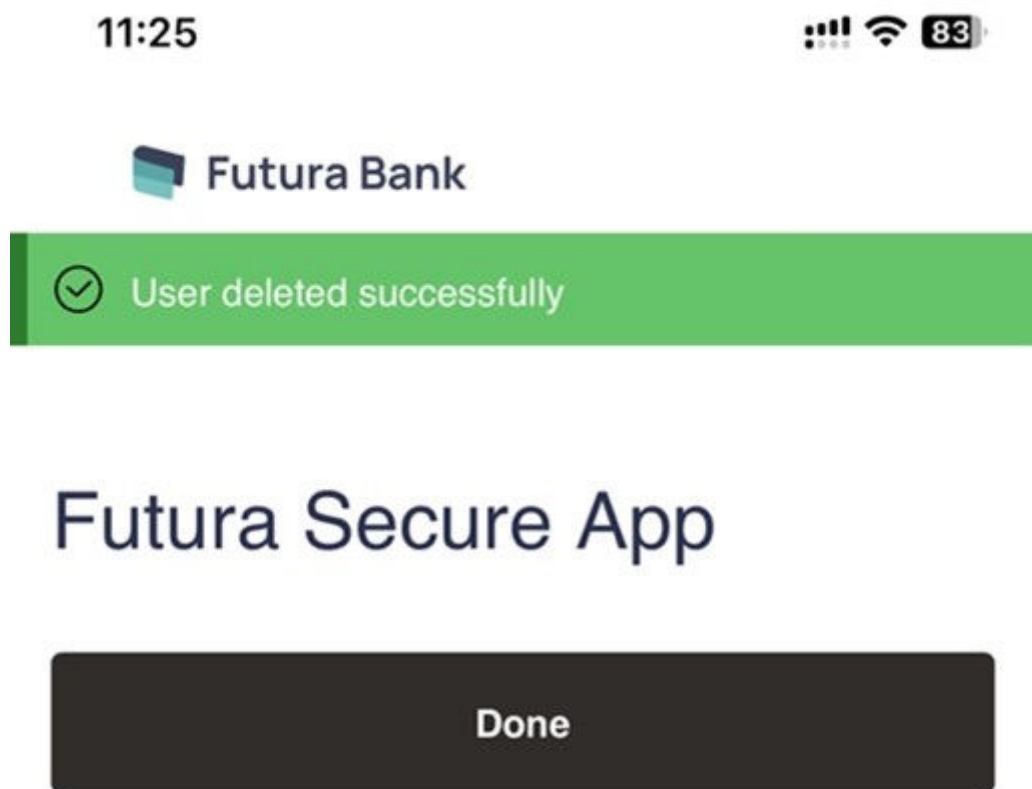 11:25
83
Futura Bank
User deleted successfully
Futura Secure App
Done